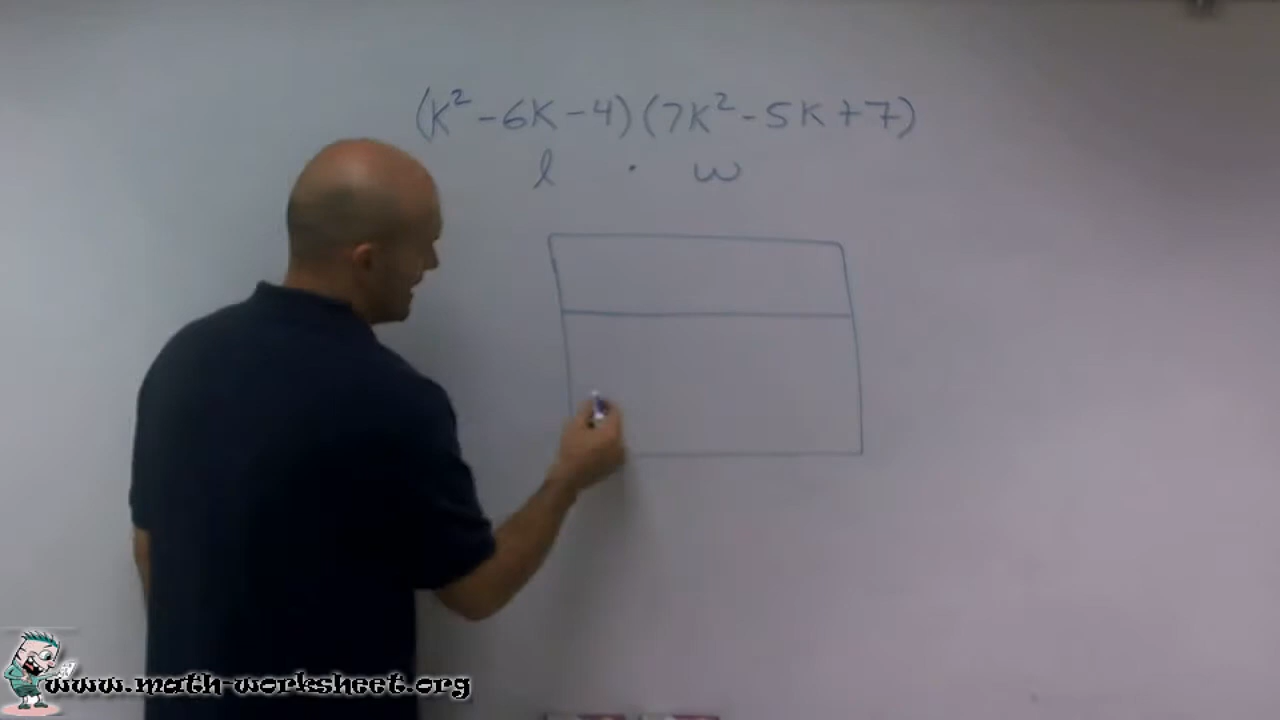 (K² - 6K - 4)(7K² - 5K + 7)
l · w
www.math-worksheet.org